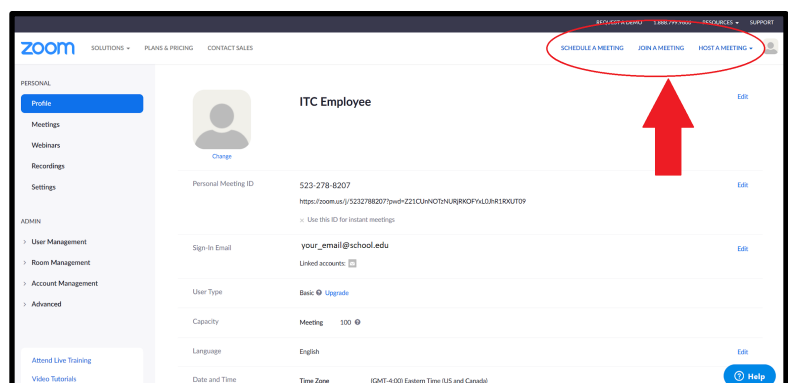 REQUEST A DEMO 1.888.799.9666 RESOURCES SUPPORT
zoom SOLUTIONS PLANS & PRICING CONTACT SALES SCHEDULE A MEETING JOIN A MEETING HOST A MEETING
PERSONAL
Profile
Meetings
Webinars
Recordings
Settings
ADMIN
User Management
Room Management
Account Management
Advanced
Attend Live Training
Video Tutorials
Change
ITC Employee Edit
Personal Meeting ID 523-278-8207 Edit
https://zoom.us/j/5232788207?pwd=Z21CUnNOTzNURjRKOFYxL0JhR1RXUT09
× Use this ID for instant meetings
Sign-In Email your_email@school.edu Edit
Linked accounts:
User Type Basic Upgrade
Capacity Meeting 100
Language English Edit
Date and Time Time Zone (GMT-4:00) Eastern Time (US and Canada)
Help